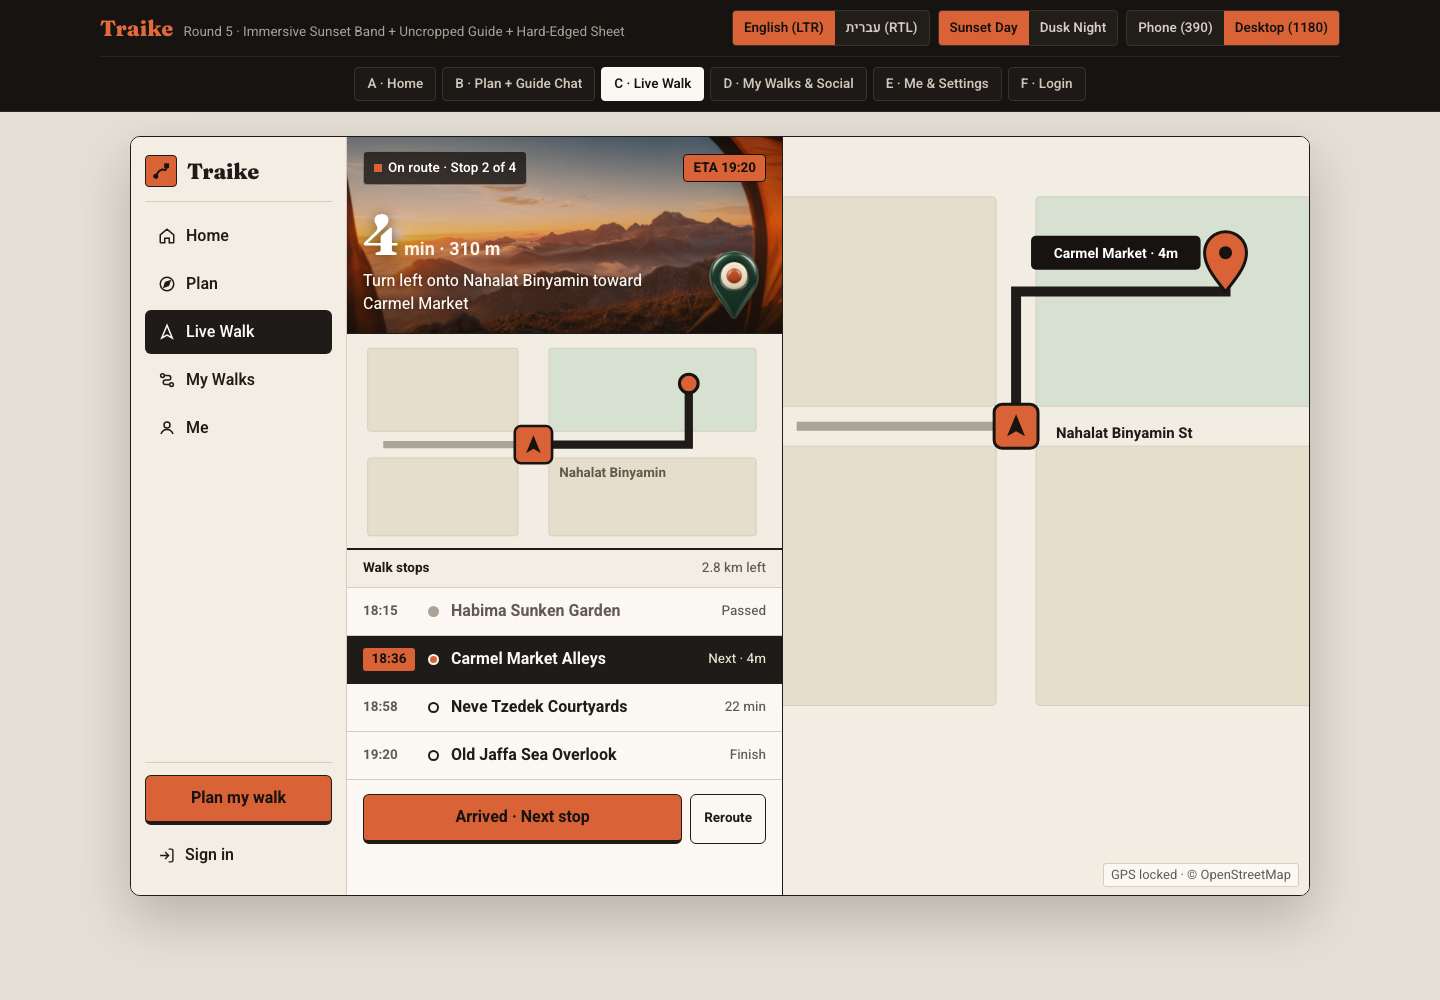 Traike Round 5 · Immersive Sunset Band + Uncropped Guide + Hard-Edged Sheet
English (LTR) עברית (RTL) Sunset Day Dusk Night Phone (390) Desktop (1180)
A · Home B · Plan + Guide Chat C · Live Walk D · My Walks & Social E · Me & Settings F · Login
Traike
Home
Plan
Live Walk
My Walks
Me
Plan my walk
Sign in
On route · Stop 2 of 4
ETA 19:20
4 min · 310 m
Turn left onto Nahalat Binyamin toward
Carmel Market
Nahalat Binyamin
Walk stops 2.8 km left
18:15 Habima Sunken Garden Passed
18:36 Carmel Market Alleys Next · 4m
18:58 Neve Tzedek Courtyards 22 min
19:20 Old Jaffa Sea Overlook Finish
Arrived · Next stop Reroute
Carmel Market · 4m
Nahalat Binyamin St
GPS locked · © OpenStreetMap